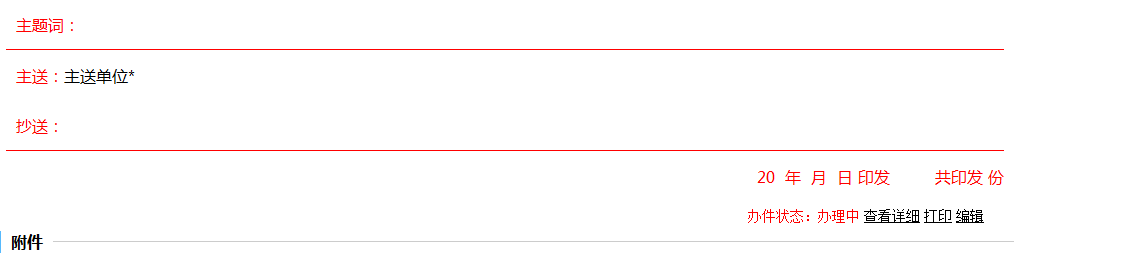 主题词：
主送：主送单位*
抄送：
20 年 月 日 印发 共印发 份
办件状态：办理中 查看详细 打印 编辑
附件